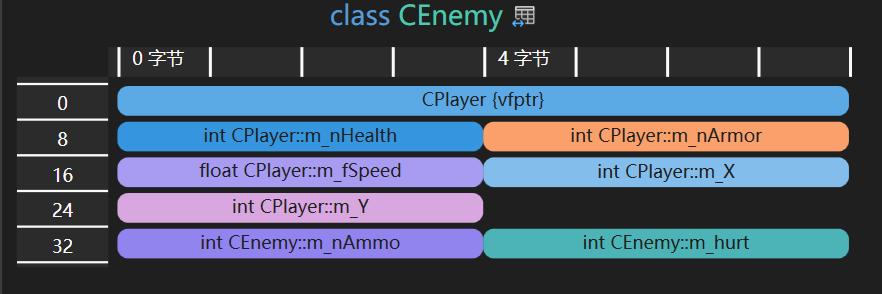 class CEnemy
0 字节 4 字节
0 CPlayer {vfptr}
8 int CPlayer::m_nHealth int CPlayer::m_nArmor
16 float CPlayer::m_fSpeed int CPlayer::m_X
24 int CPlayer::m_Y
32 int CEnemy::m_nAmmo int CEnemy::m_hurt